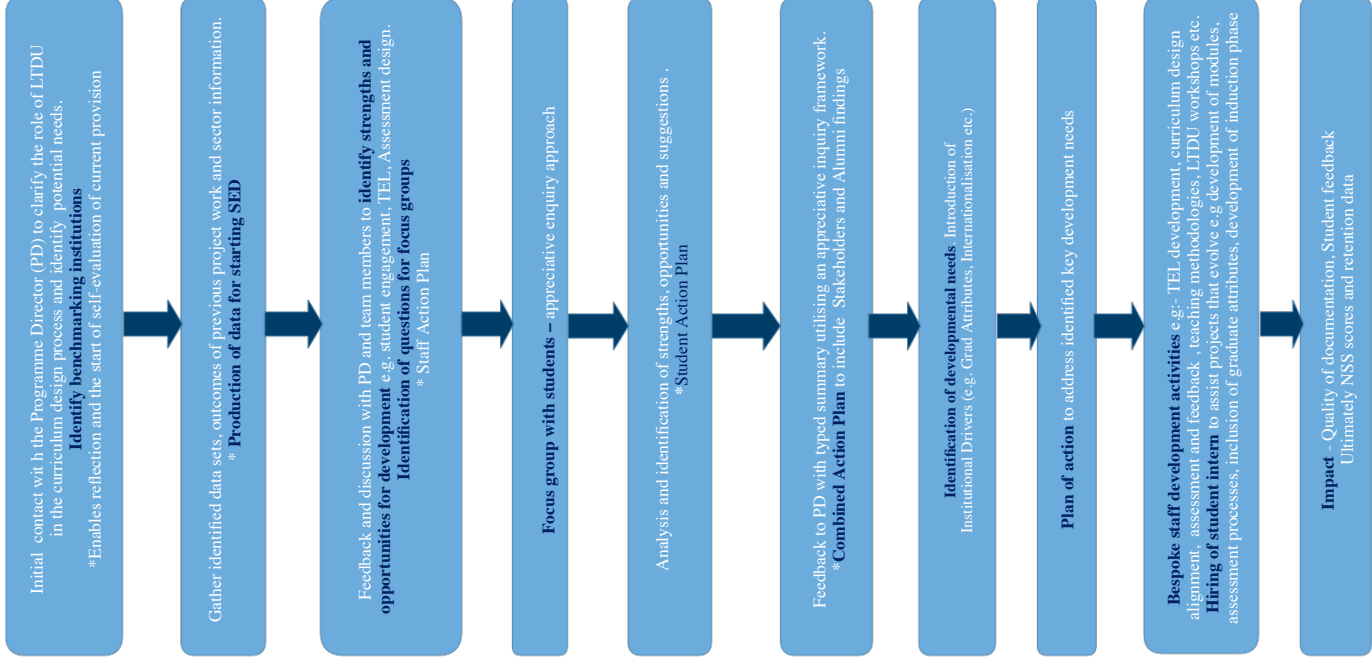 Initial contact wit h the Programme Director (PD) to clarify the role of LTDU
in the curriculum design process and identify potential needs.
Identify benchmarking institutions
*Enables reflection and the start of self-evaluation of current provision
Gather identified data sets, outcomes of previous project work and sector information.
* Production of data for starting SED
Feedback and discussion with PD and team members to identify strengths and
opportunities for development e.g. student engagement, TEL, Assessment design.
Identification of questions for focus groups
* Staff Action Plan
Focus group with students – appreciative enquiry approach
Analysis and identification of strengths, opportunities and suggestions .
*Student Action Plan
Feedback to PD with typed summary utilising an appreciative inquiry framework.
*Combined Action Plan to include Stakeholders and Alumni findings
Identification of developmental needs. Introduction of
Institutional Drivers (e.g. Grad Attributes, Internationalisation etc.)
Plan of action to address identified key development needs
Bespoke staff development activities e.g:- TEL development, curriculum design
alignment, assessment and feedback , teaching methodologies, LTDU workshops etc.
Hiring of student intern to assist projects that evolve e.g development of modules,
assessment processes, inclusion of graduate attributes, development of induction phase
Impact - Quality of documentation, Student feedback
Ultimately NSS scores and retention data